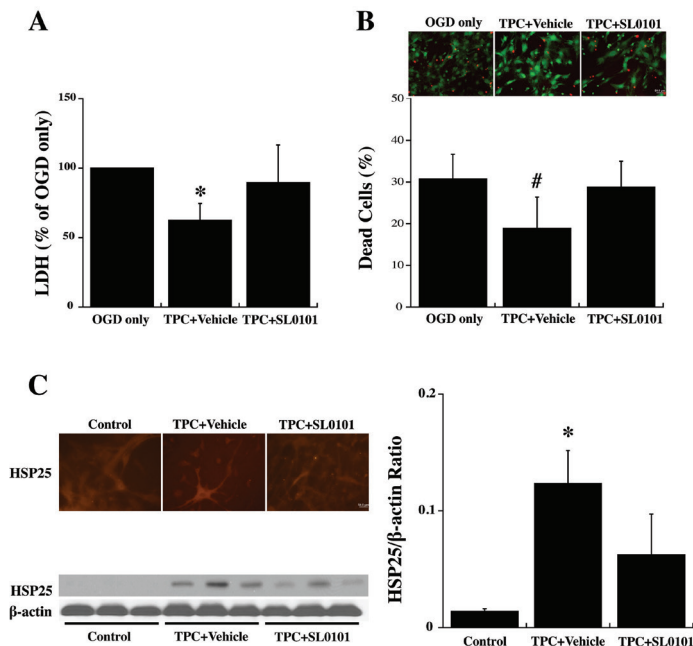 A
LDH (% of OGD only)
150
100
50
0
*
OGD only TPC+Vehicle TPC+SL0101
B
OGD only TPC+Vehicle TPC+SL0101
Dead Cells (%)
50
40
30
20
10
0
#
OGD only TPC+Vehicle TPC+SL0101
C
Control TPC+Vehicle TPC+SL0101
HSP25
HSP25
β-actin
Control TPC+Vehicle TPC+SL0101
HSP25/β-actin Ratio
0.2
0.1
0
*
Control TPC+Vehicle TPC+SL0101